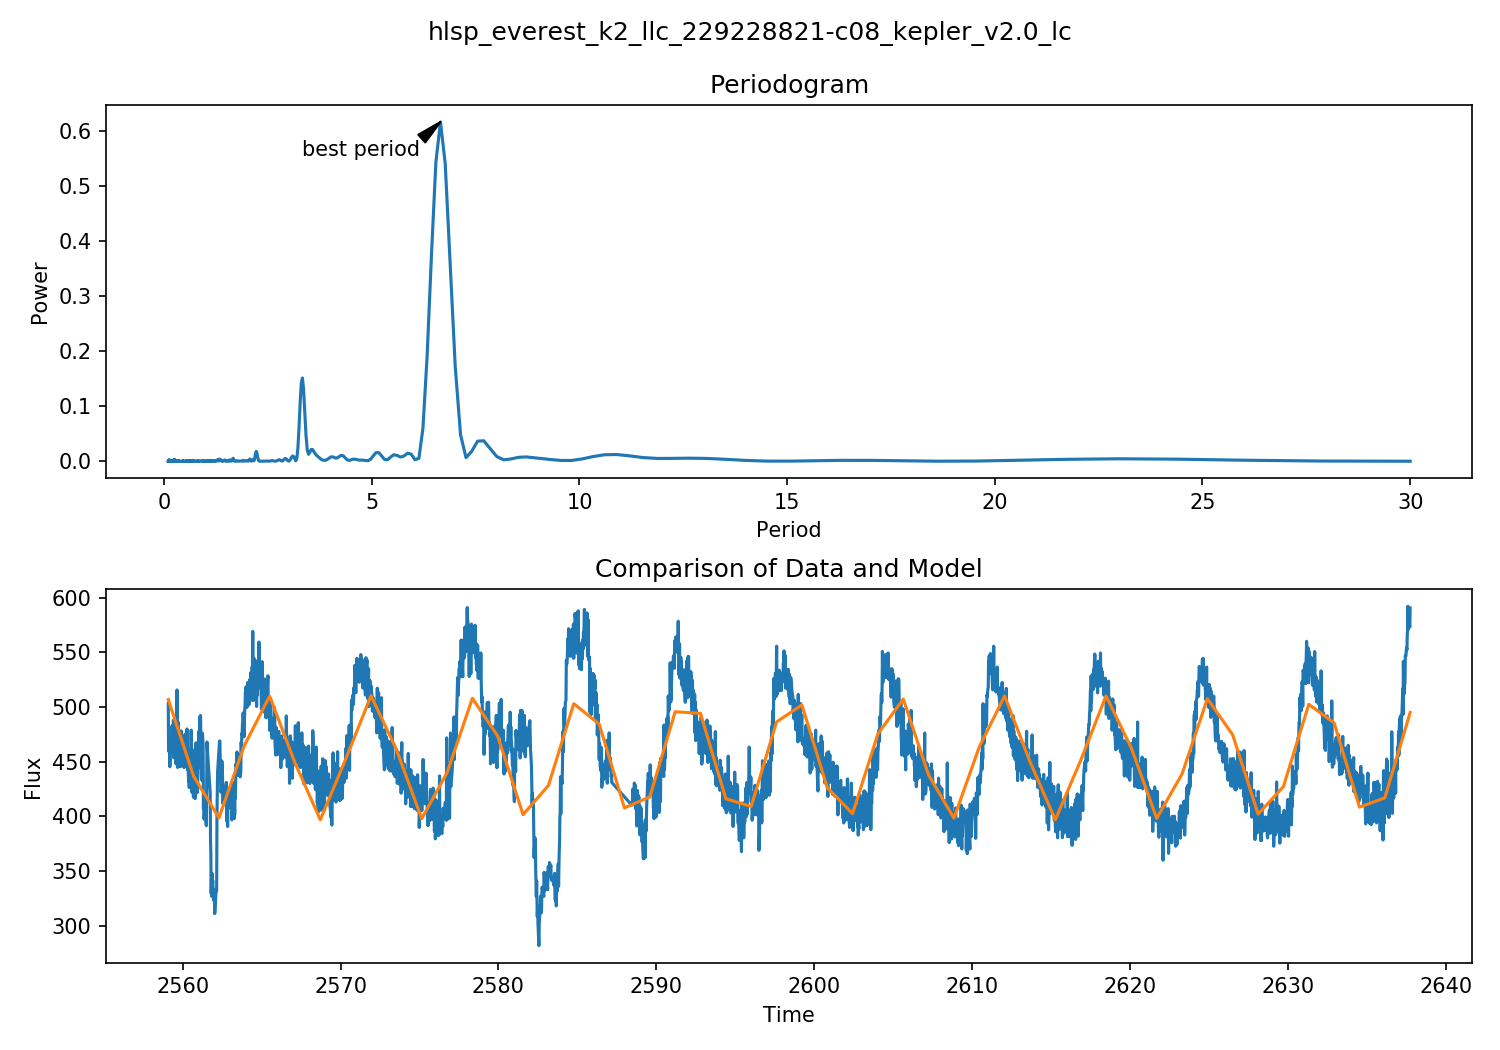 hlsp_everest_k2_llc_229228821-c08_kepler_v2.0_lc
Periodogram
0.6
best period
0.5
0.4
0.3
0.2
0.1
0.0
Power
0 5 10 15 20 25 30
Period
Comparison of Data and Model
600
550
500
450
400
350
300
Flux
2560 2570 2580 2590 2600 2610 2620 2630 2640
Time